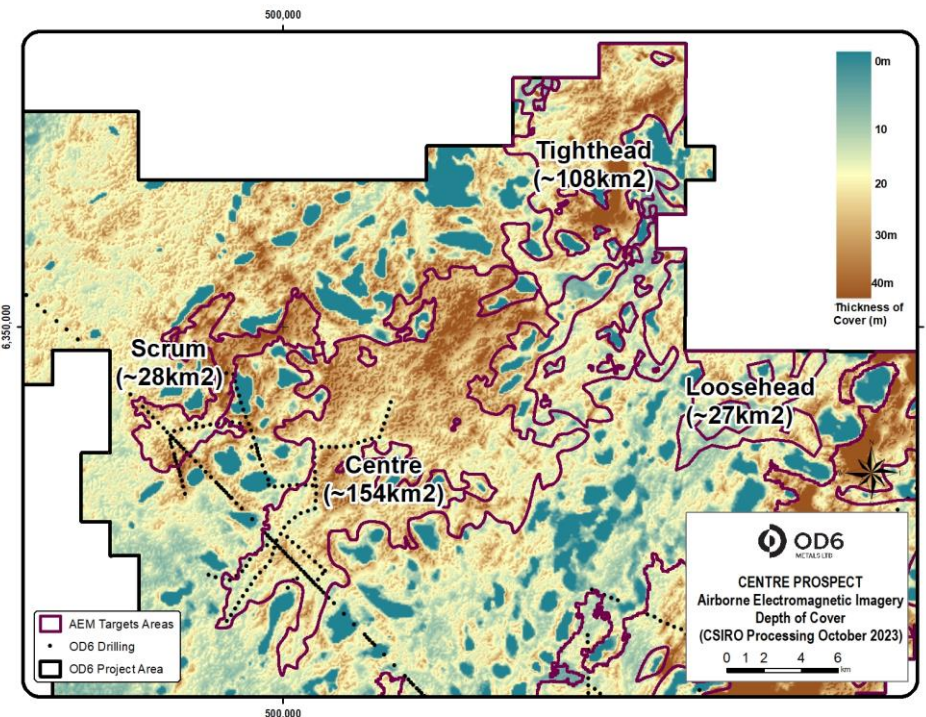 500,000
0m
10
20
30m
40m
Thickness of
Cover (m)
Tighthead
(~108km2)
6,350,000
Scrum
(~28km2)
Loosehead
(~27km2)
Centre
(~154km2)
OD6
METALS LTD
CENTRE PROSPECT
Airborne Electromagnetic Imagery
Depth of Cover
(CSIRO Processing October 2023)
0 1 2 4 6
km
AEM Targets Areas
OD6 Drilling
OD6 Project Area
500,000